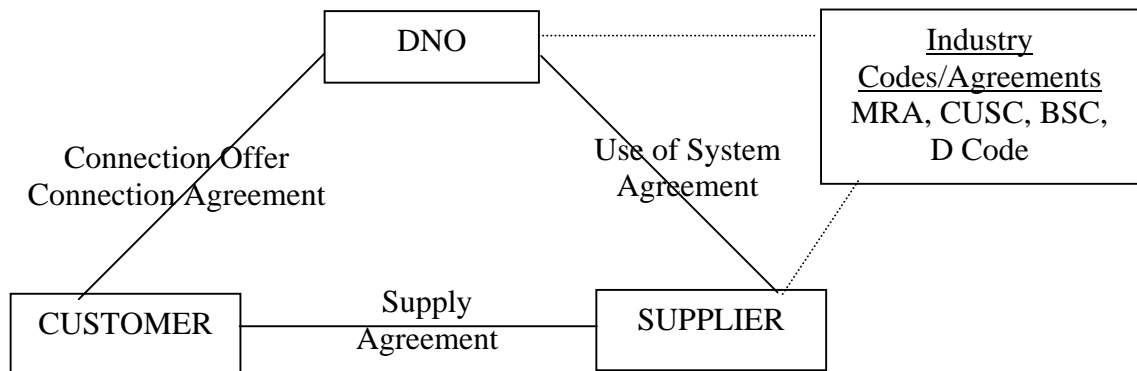 DNO
Industry
Codes/Agreements
MRA, CUSC, BSC,
D Code
Connection Offer
Connection Agreement
Use of System
Agreement
CUSTOMER
Supply
Agreement
SUPPLIER